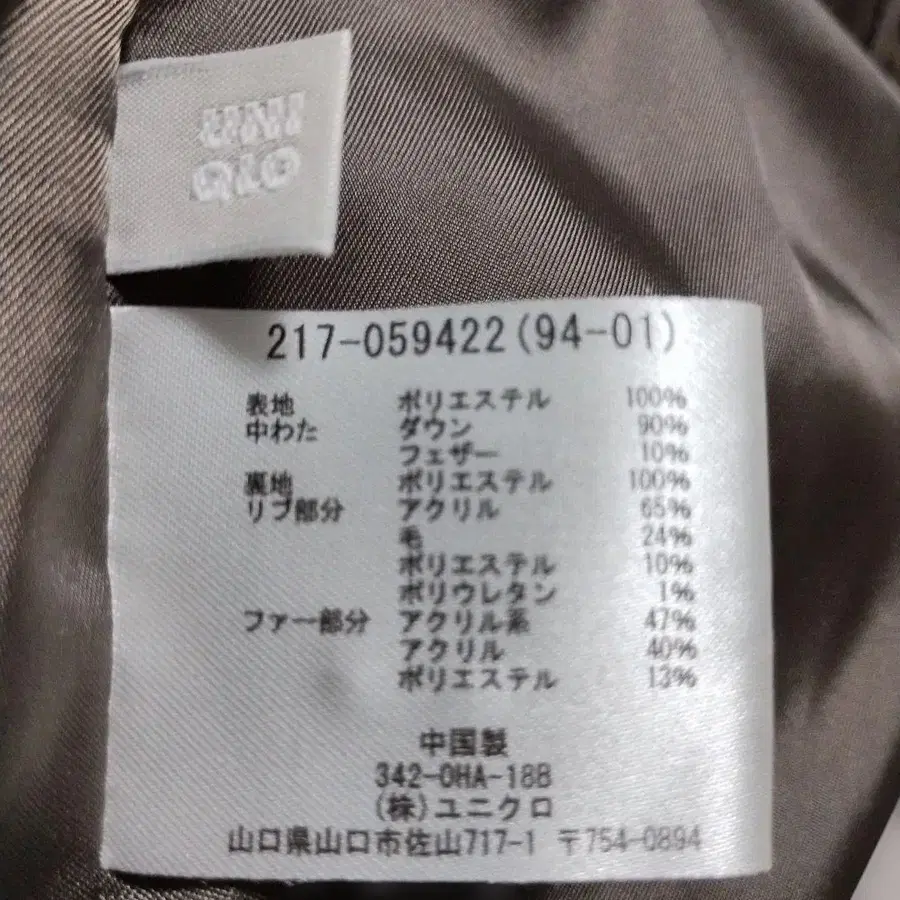 UNI
QLO
217-059422(94-01)
表地 ポリエステル 100%
中わた ダウン 90%
フェザー 10%
裏地 ポリエステル 100%
リブ部分 アクリル 65%
毛 24%
ポリエステル 10%
ポリウレタン 1%
ファー部分 アクリル系 47%
アクリル 40%
ポリエステル 13%
中国製
342-OHA-18B
(株)ユニクロ
山口県山口市佐山717-1 〒754-0894